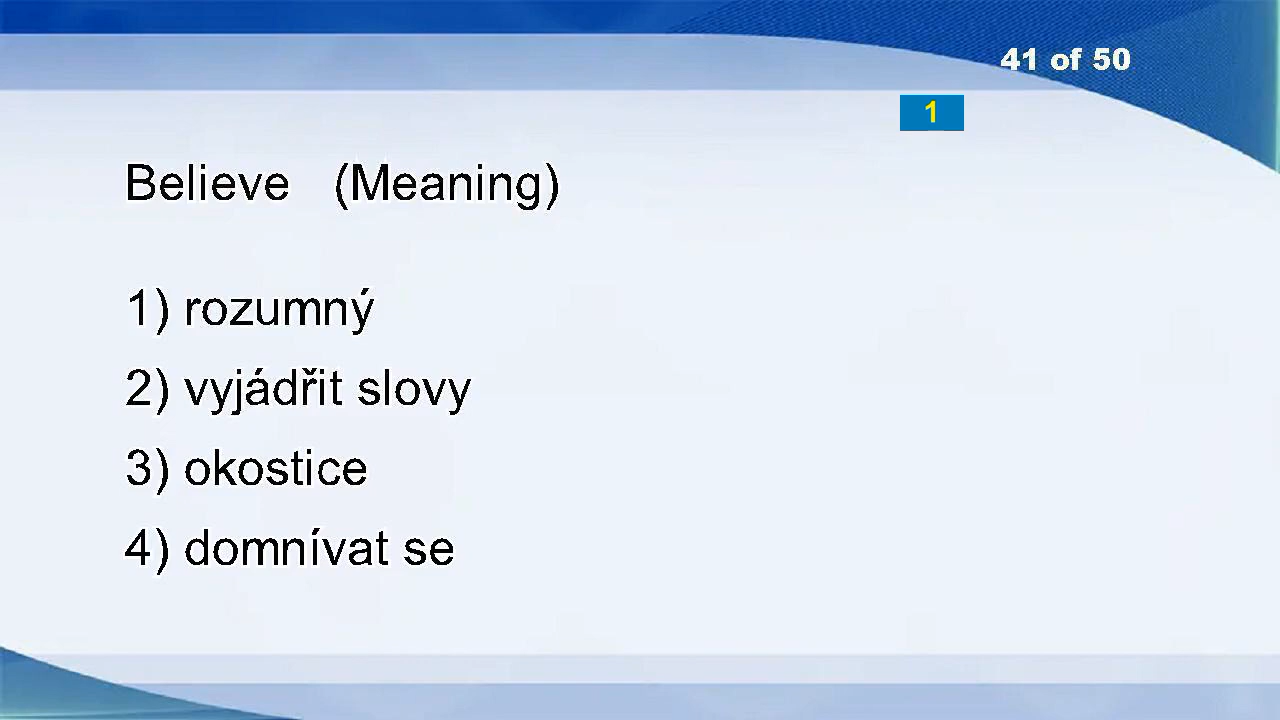 41 of 50
1
Believe (Meaning)
1) rozumný
2) vyjádřit slovy
3) okostice
4) domnívat se